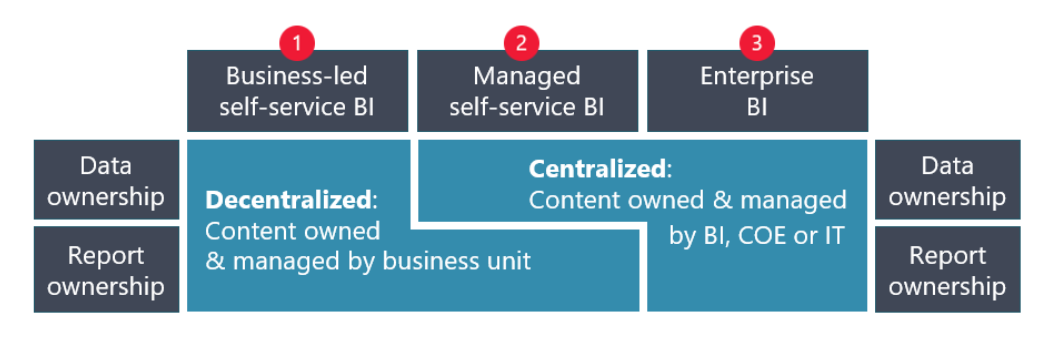 1
2
3
Business-led
self-service BI
Managed
self-service BI
Enterprise
BI
Data
ownership
Report
ownership
Decentralized:
Content owned
& managed by business unit
Centralized:
Content owned & managed
by BI, COE or IT
Data
ownership
Report
ownership